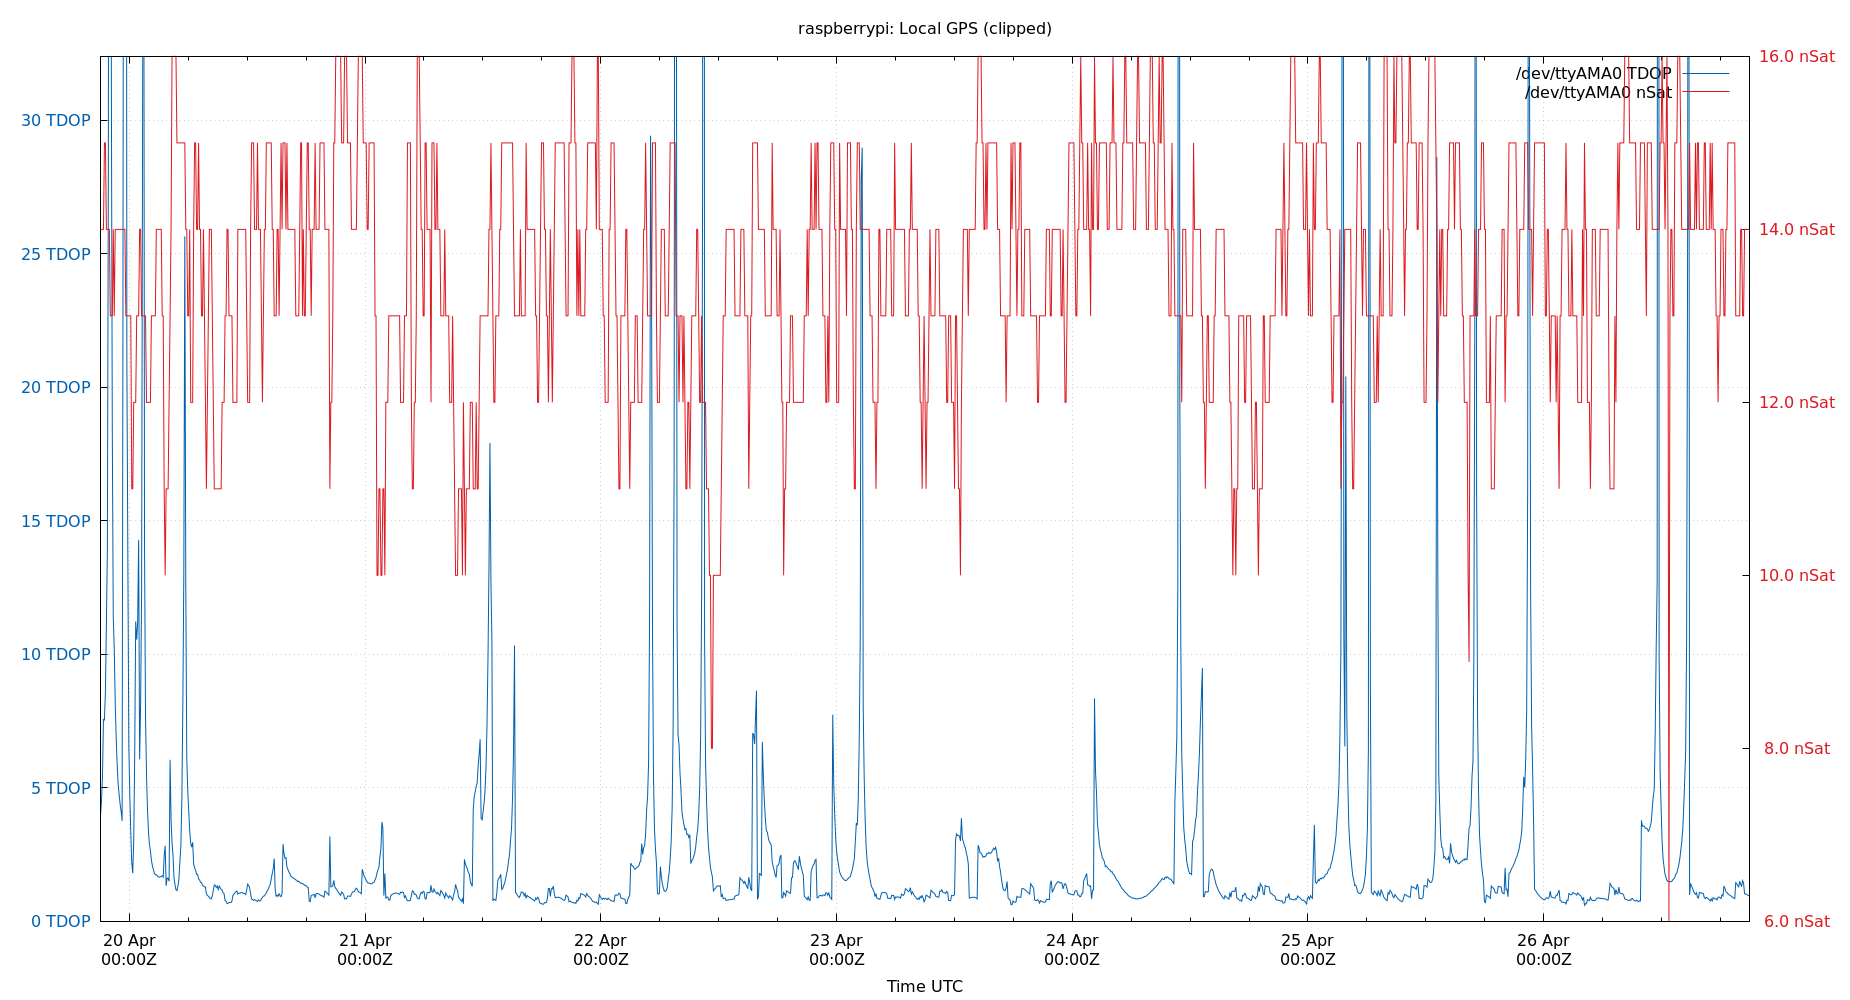 raspberrypi: Local GPS (clipped)
16.0 nSat
/dev/ttyAMA0 TDOP
/dev/ttyAMA0 nSat
30 TDOP
14.0 nSat
25 TDOP
20 TDOP
12.0 nSat
15 TDOP
10.0 nSat
10 TDOP
8.0 nSat
5 TDOP
0 TDOP
6.0 nSat
20 Apr 21 Apr 22 Apr 23 Apr 24 Apr 25 Apr 26 Apr
00:00Z 00:00Z 00:00Z 00:00Z 00:00Z 00:00Z 00:00Z
Time UTC